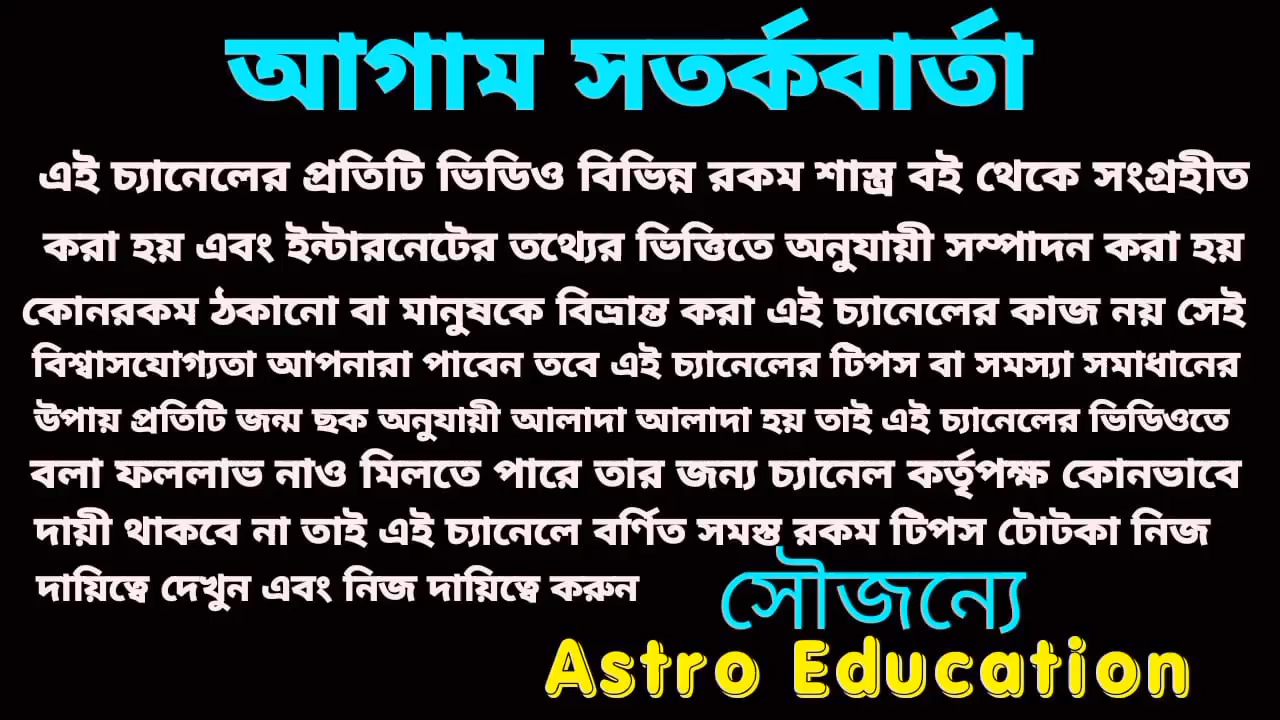 আগাম সতর্কবার্তা
এই চ্যানেলের প্রতিটি ভিডিও বিভিন্ন রকম শাস্ত্র বই থেকে সংগ্রহীত
করা হয় এবং ইন্টারনেটের তথ্যের ভিত্তিতে অনুযায়ী সম্পাদন করা হয়
কোনরকম ঠকানো বা মানুষকে বিভ্রান্ত করা এই চ্যানেলের কাজ নয় সেই
বিশ্বাসযোগ্যতা আপনারা পাবেন তবে এই চ্যানেলের টিপস বা সমস্যা সমাধানের
উপায় প্রতিটি জন্ম ছক অনুযায়ী আলাদা আলাদা হয় তাই এই চ্যানেলের ভিডিওতে
বলা ফললাভ নাও মিলতে পারে তার জন্য চ্যানেল কর্তৃপক্ষ কোনভাবে
দায়ী থাকবে না তাই এই চ্যানেলে বর্ণিত সমস্ত রকম টিপস টোটকা নিজ
দায়িত্বে দেখুন এবং নিজ দায়িত্বে করুন
সৌজন্যে
Astro Education